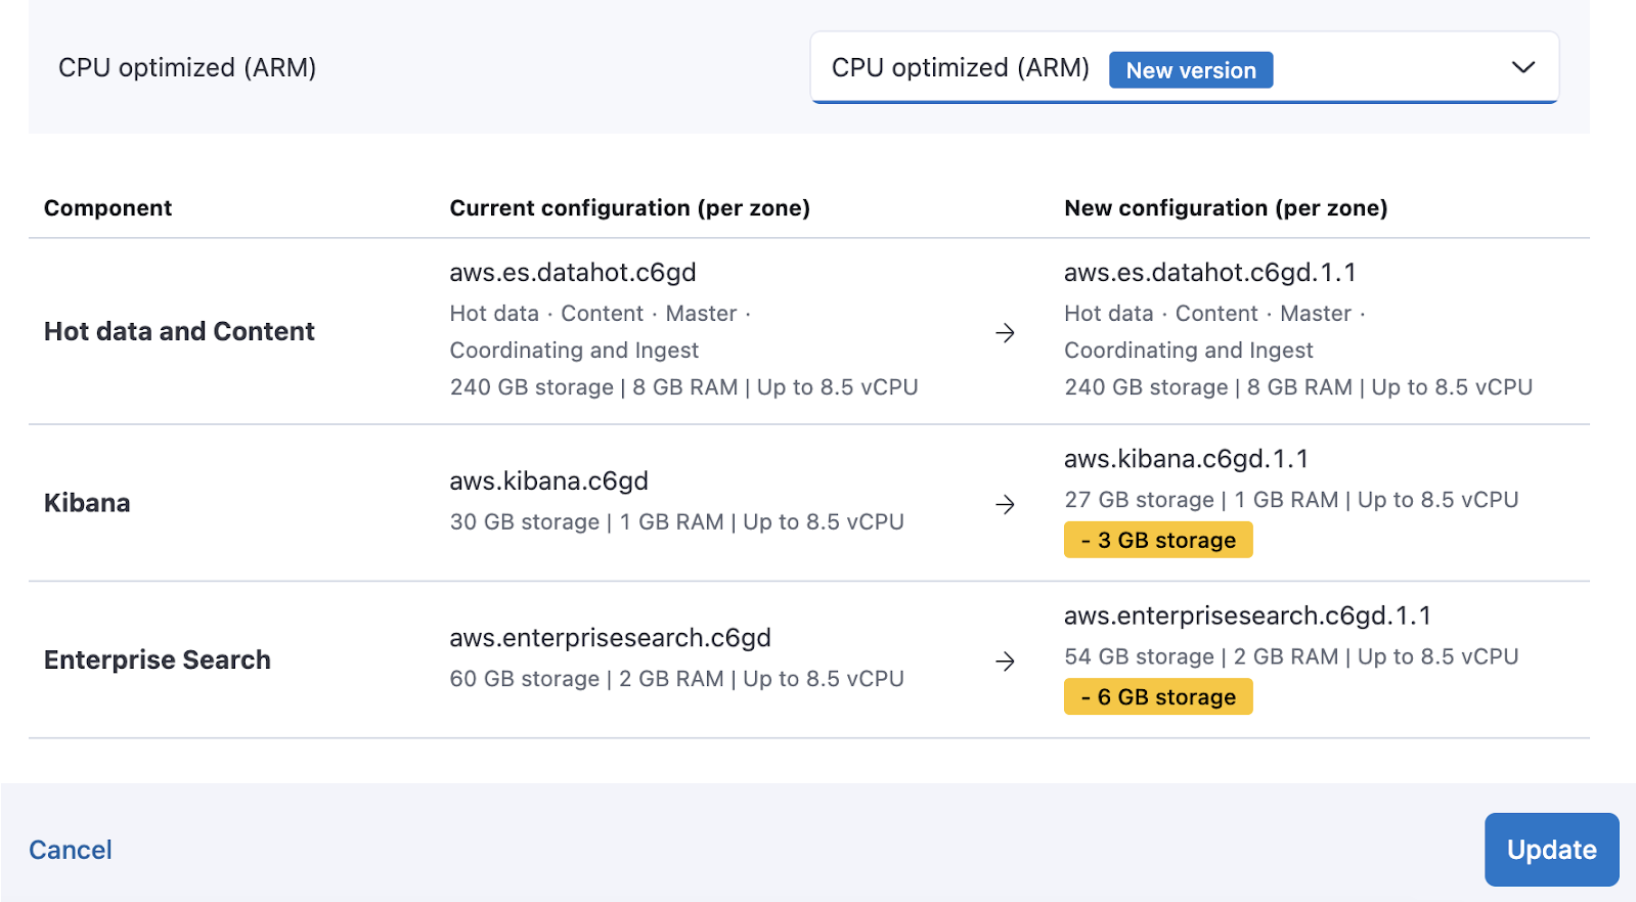 CPU optimized (ARM)
CPU optimized (ARM) New version
Component Current configuration (per zone) New configuration (per zone)
Hot data and Content
aws.es.datahot.c6gd
Hot data · Content · Master ·
Coordinating and Ingest
240 GB storage | 8 GB RAM | Up to 8.5 vCPU
→
aws.es.datahot.c6gd.1.1
Hot data · Content · Master ·
Coordinating and Ingest
240 GB storage | 8 GB RAM | Up to 8.5 vCPU
Kibana
aws.kibana.c6gd
30 GB storage | 1 GB RAM | Up to 8.5 vCPU
→
aws.kibana.c6gd.1.1
27 GB storage | 1 GB RAM | Up to 8.5 vCPU
- 3 GB storage
Enterprise Search
aws.enterprisesearch.c6gd
60 GB storage | 2 GB RAM | Up to 8.5 vCPU
→
aws.enterprisesearch.c6gd.1.1
54 GB storage | 2 GB RAM | Up to 8.5 vCPU
- 6 GB storage
Cancel
Update